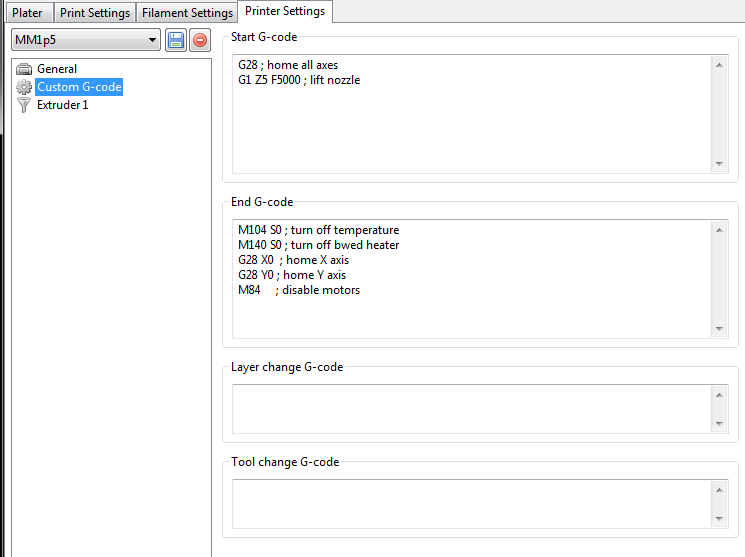 Plater Print Settings Filament Settings Printer Settings
MM1p5
General
Custom G-code
Extruder 1
Start G-code
G28 ; home all axes
G1 Z5 F5000 ; lift nozzle
End G-code
M104 S0 ; turn off temperature
M140 S0 ; turn off bwed heater
G28 X0  ; home X axis
G28 Y0 ; home Y axis
M84     ; disable motors
Layer change G-code
Tool change G-code